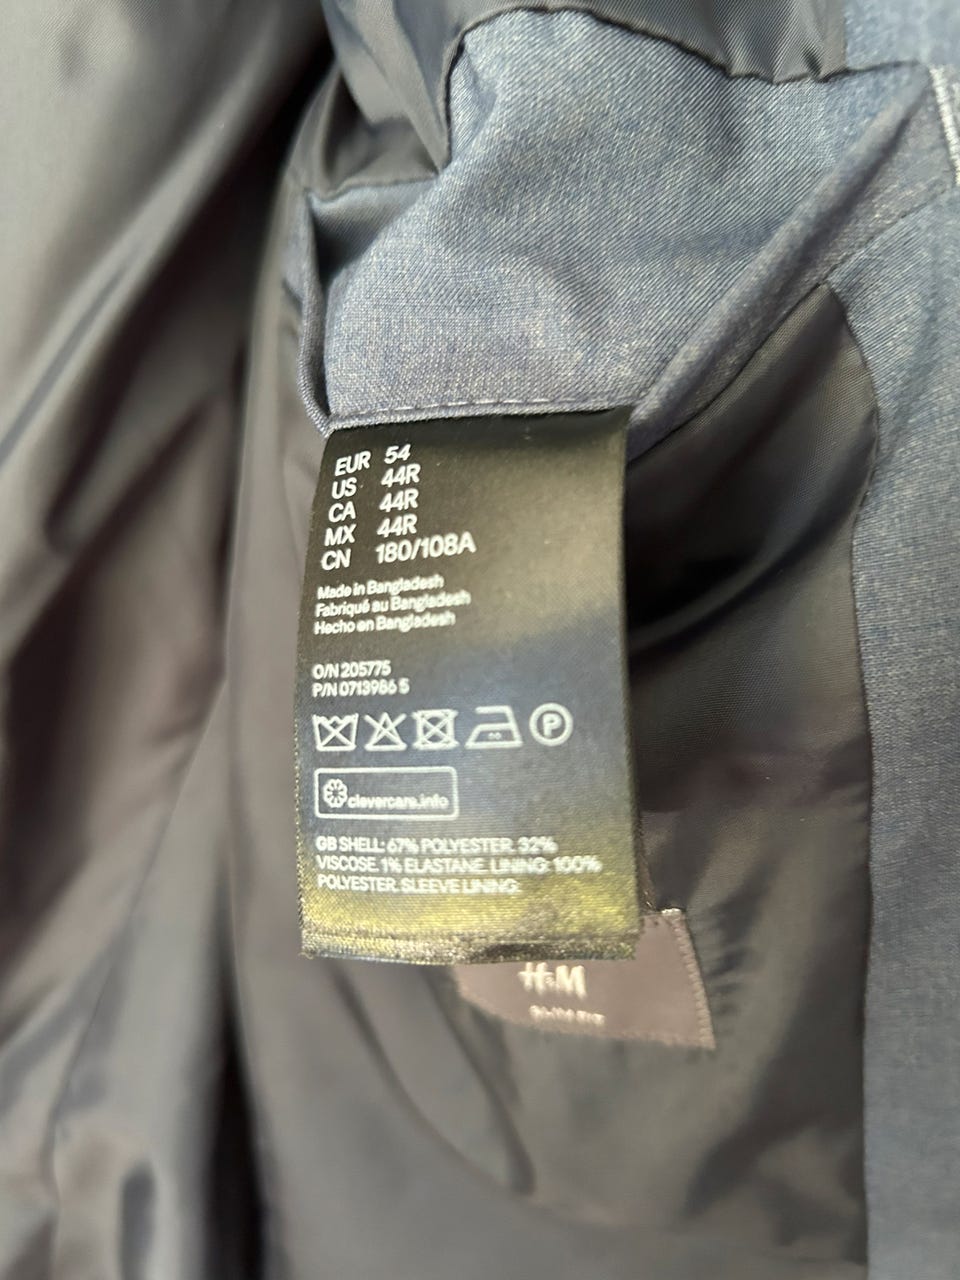 EUR 54
US 44R
CA 44R
MX 44R
CN 180/108A
Made in Bangladesh
Fabriqué au Bangladesh
Hecho en Bangladesh
O/N 205775
P/N 0713986 5
P
clevercare.info
GB SHELL: 67% POLYESTER. 32%
VISCOSE. 1% ELASTANE. LINING: 100%
POLYESTER. SLEEVE LINING:
H&M
SLIM FIT